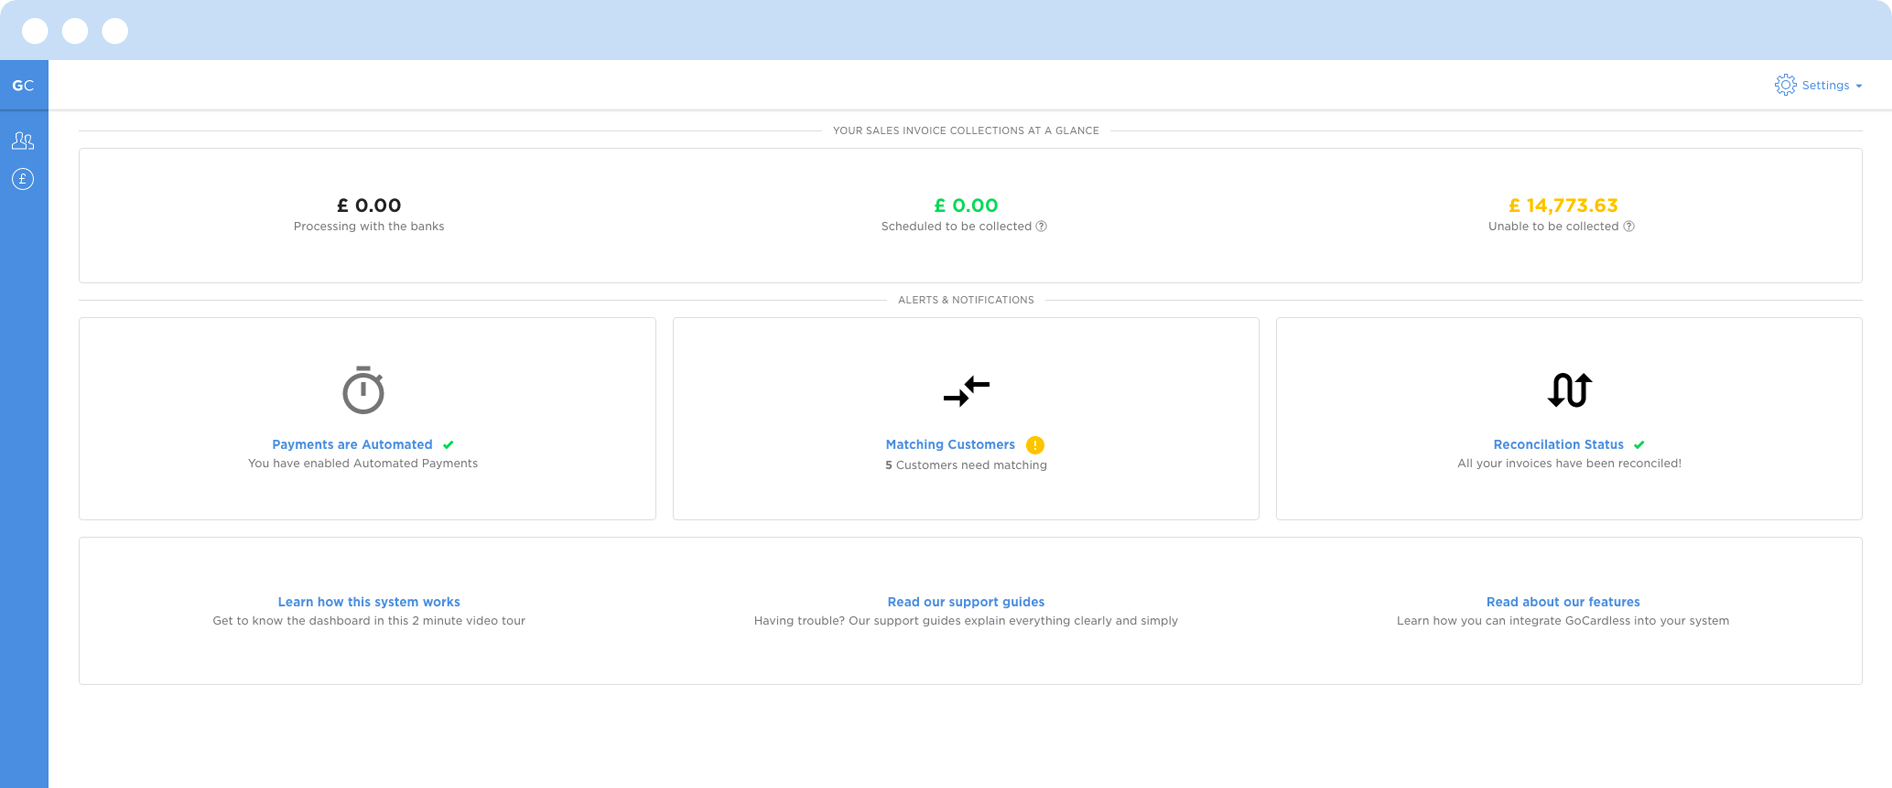 GC
Settings
YOUR SALES INVOICE COLLECTIONS AT A GLANCE
£
£ 0.00
Processing with the banks
£ 0.00
Scheduled to be collected ?
£ 14,773.63
Unable to be collected ?
ALERTS & NOTIFICATIONS
Payments are Automated
You have enabled Automated Payments
Matching Customers !
5 Customers need matching
Reconcilation Status
All your invoices have been reconciled!
Learn how this system works
Get to know the dashboard in this 2 minute video tour
Read our support guides
Having trouble? Our support guides explain everything clearly and simply
Read about our features
Learn how you can integrate GoCardless into your system